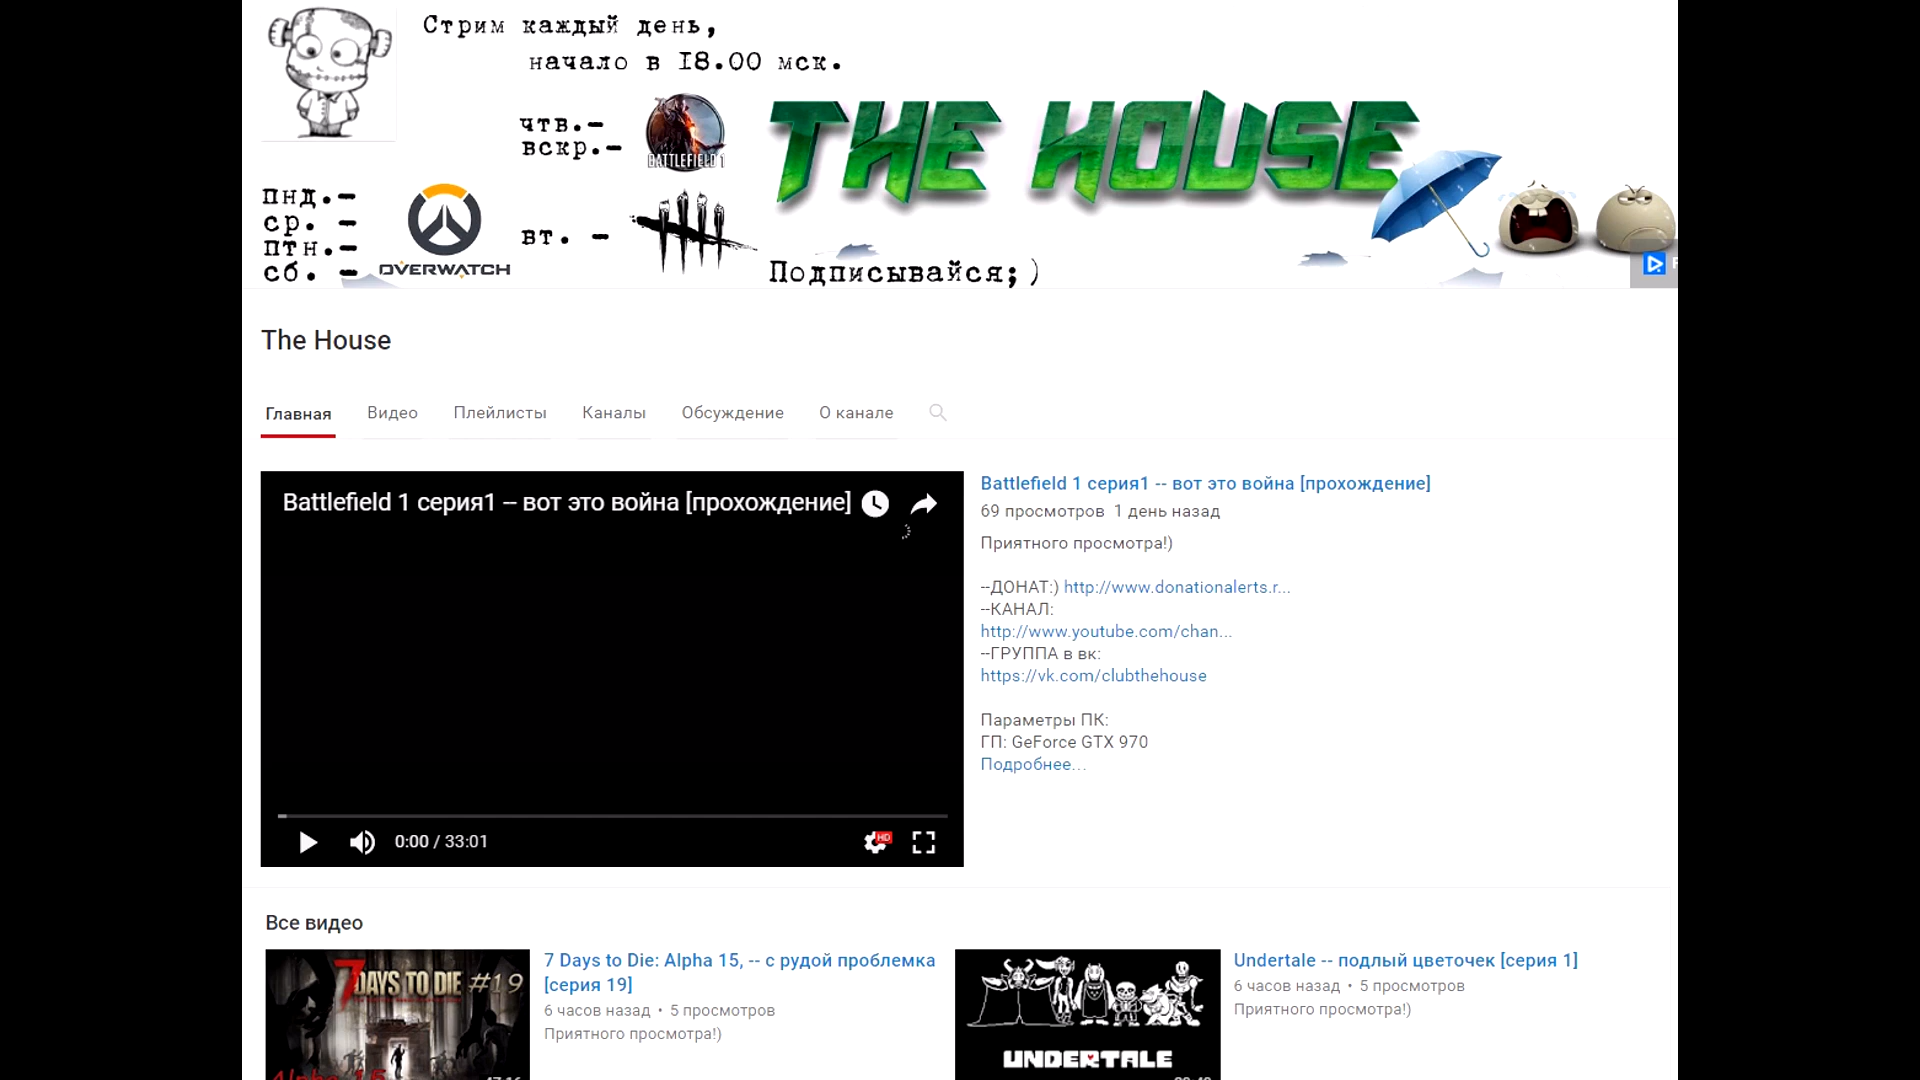 Стрим каждый день,
начало в 18.00 мск.
чтв.-
вскр.-
BATTLEFIELD 1
THE HOUSE
пнд.-
ср. -
птн.-
сб. -
OVERWATCH
вт. -
Подписывайся;)
The House
Главная Видео Плейлисты Каналы Обсуждение О канале
Battlefield 1 серия1 -- вот это война [прохождение]
0:00 / 33:01
HD
Battlefield 1 серия1 -- вот это война [прохождение]
69 просмотров 1 день назад
Приятного просмотра!)
--ДОНАТ:) http://www.donationalerts.r...
--КАНАЛ:
http://www.youtube.com/chan...
--ГРУППА в вк:
https://vk.com/clubthehouse
Параметры ПК:
ГП: GeForce GTX 970
Подробнее...
Все видео
7 DAYS TO DIE #19
Alpha 15
7 Days to Die: Alpha 15, -- с рудой проблемка
[серия 19]
6 часов назад • 5 просмотров
Приятного просмотра!)
UNDERTALE
Undertale -- подлый цветочек [серия 1]
6 часов назад • 5 просмотров
Приятного просмотра!)